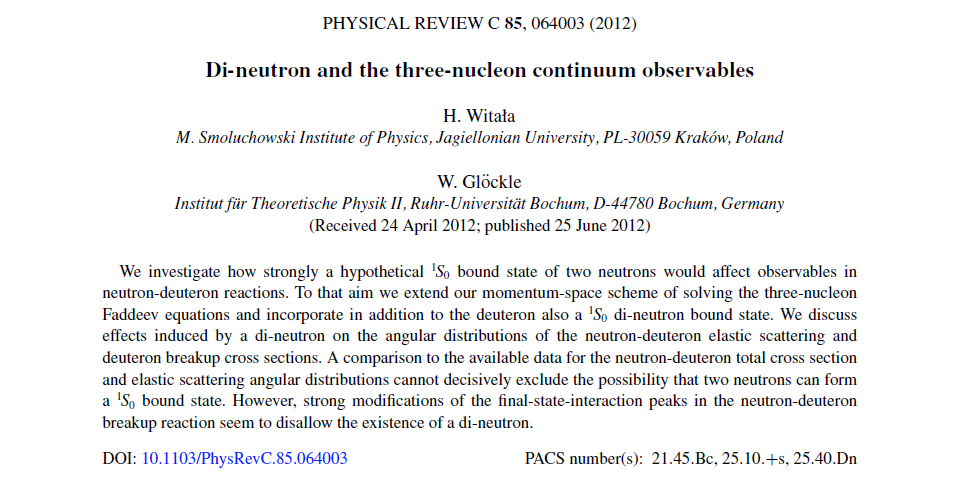 PHYSICAL REVIEW C 85, 064003 (2012)
Di-neutron and the three-nucleon continuum observables
H. Witała
M. Smoluchowski Institute of Physics, Jagiellonian University, PL-30059 Kraków, Poland
W. Glöckle
Institut für Theoretische Physik II, Ruhr-Universität Bochum, D-44780 Bochum, Germany
(Received 24 April 2012; published 25 June 2012)
We investigate how strongly a hypothetical ¹S₀ bound state of two neutrons would affect observables in
neutron-deuteron reactions. To that aim we extend our momentum-space scheme of solving the three-nucleon
Faddeev equations and incorporate in addition to the deuteron also a ¹S₀ di-neutron bound state. We discuss
effects induced by a di-neutron on the angular distributions of the neutron-deuteron elastic scattering and
deuteron breakup cross sections. A comparison to the available data for the neutron-deuteron total cross section
and elastic scattering angular distributions cannot decisively exclude the possibility that two neutrons can form
a ¹S₀ bound state. However, strong modifications of the final-state-interaction peaks in the neutron-deuteron
breakup reaction seem to disallow the existence of a di-neutron.
DOI: 10.1103/PhysRevC.85.064003 PACS number(s): 21.45.Bc, 25.10.+s, 25.40.Dn